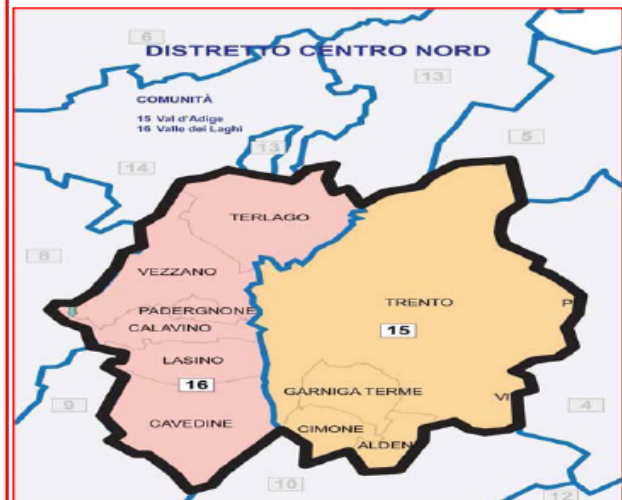 6
DISTRETTO CENTRO NORD
13
COMUNITÀ
15 Val d'Adige
16 Valle dei Laghi
5
13
14
TERLAGO
8
VEZZANO
TRENTO
P
PADERGNONE
CALAVINO
15
LASINO
16
GARNIGA TERME
VI
9
4
CAVEDINE
CIMONE
ALDEN
10
12